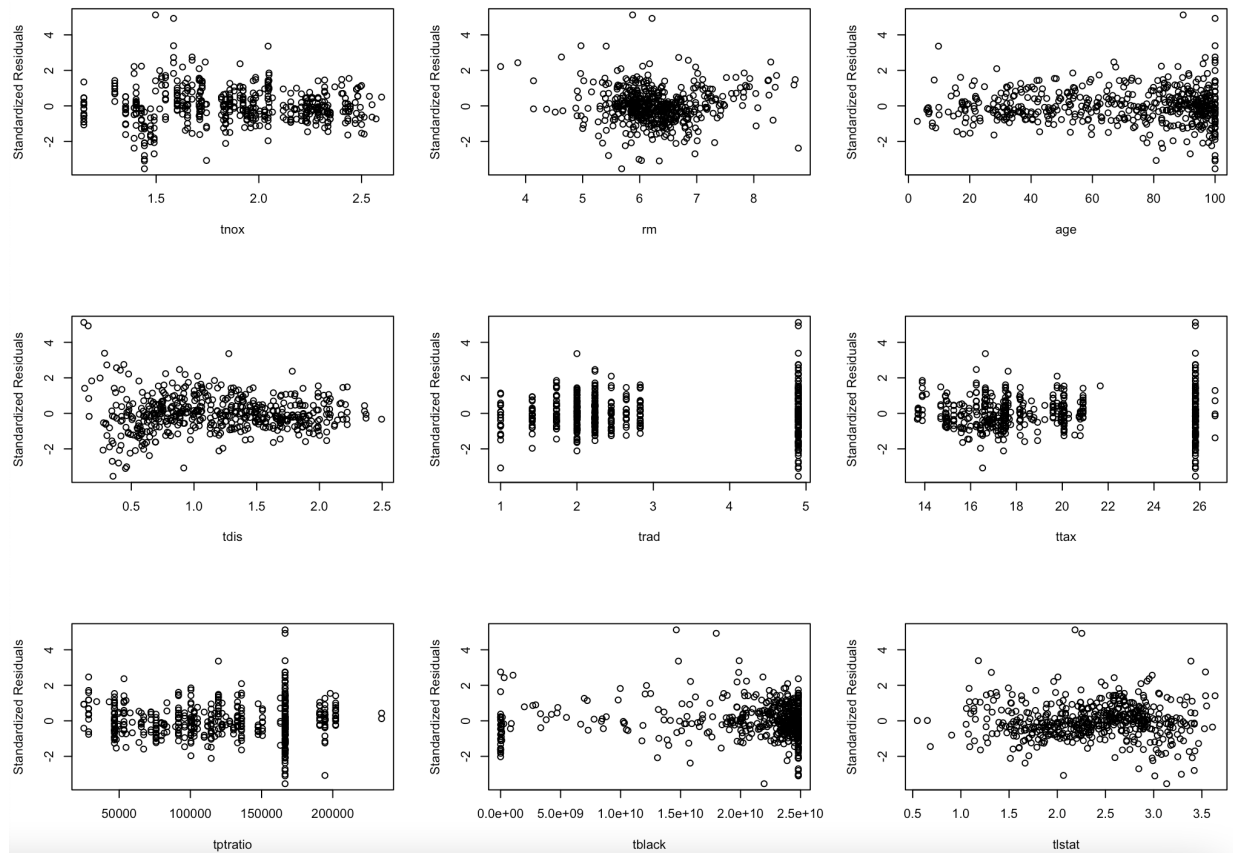 Standardized Residuals
4
2
0
-2
1.5 2.0 2.5
tnox
Standardized Residuals
4
2
0
-2
4 5 6 7 8
rm
Standardized Residuals
4
2
0
-2
0 20 40 60 80 100
age
Standardized Residuals
4
2
0
-2
0.5 1.0 1.5 2.0 2.5
tdis
Standardized Residuals
4
2
0
-2
1 2 3 4 5
trad
Standardized Residuals
4
2
0
-2
14 16 18 20 22 24 26
ttax
Standardized Residuals
4
2
0
-2
50000 100000 150000 200000
tptratio
Standardized Residuals
4
2
0
-2
0.0e+00 5.0e+09 1.0e+10 1.5e+10 2.0e+10 2.5e+10
tblack
Standardized Residuals
4
2
0
-2
0.5 1.0 1.5 2.0 2.5 3.0 3.5
tlstat